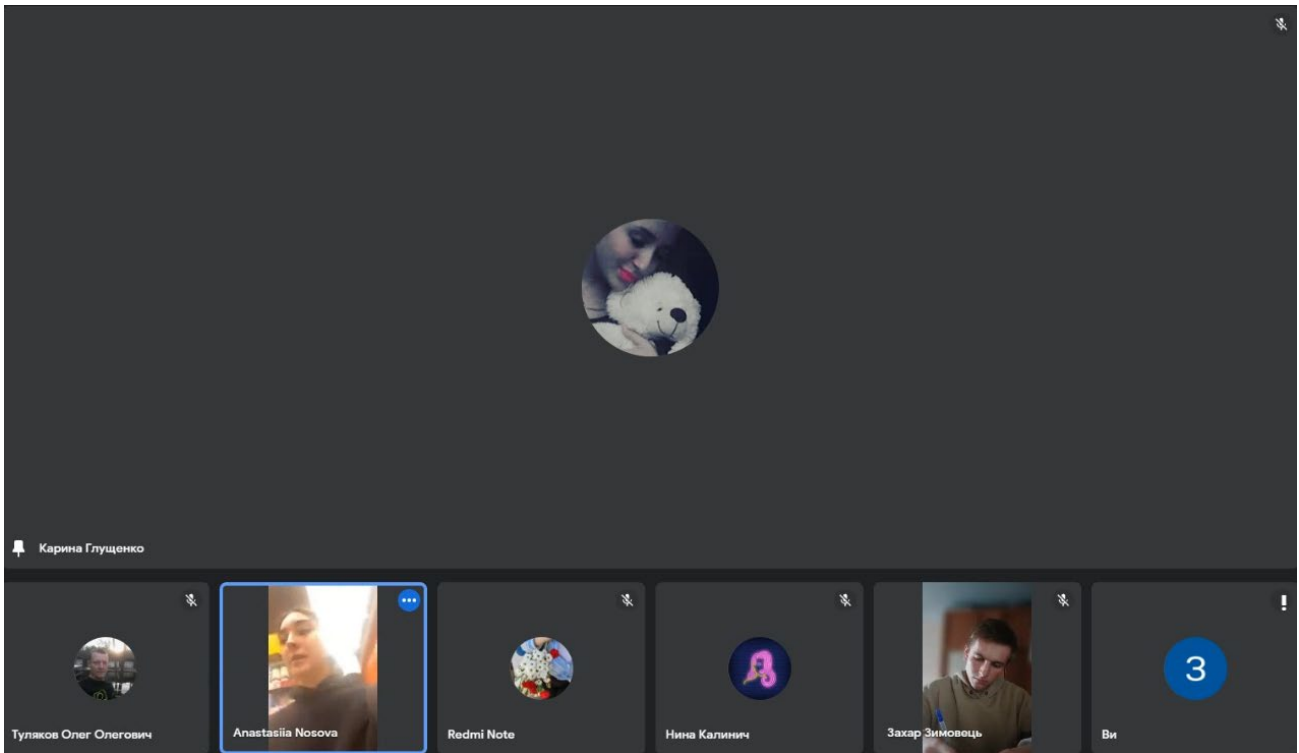 Карина Глущенко
Туляков Олег Олегович
Anastasiia Nosova
Redmi Note
Нина Калинич
Захар Зимовець
З
Ви